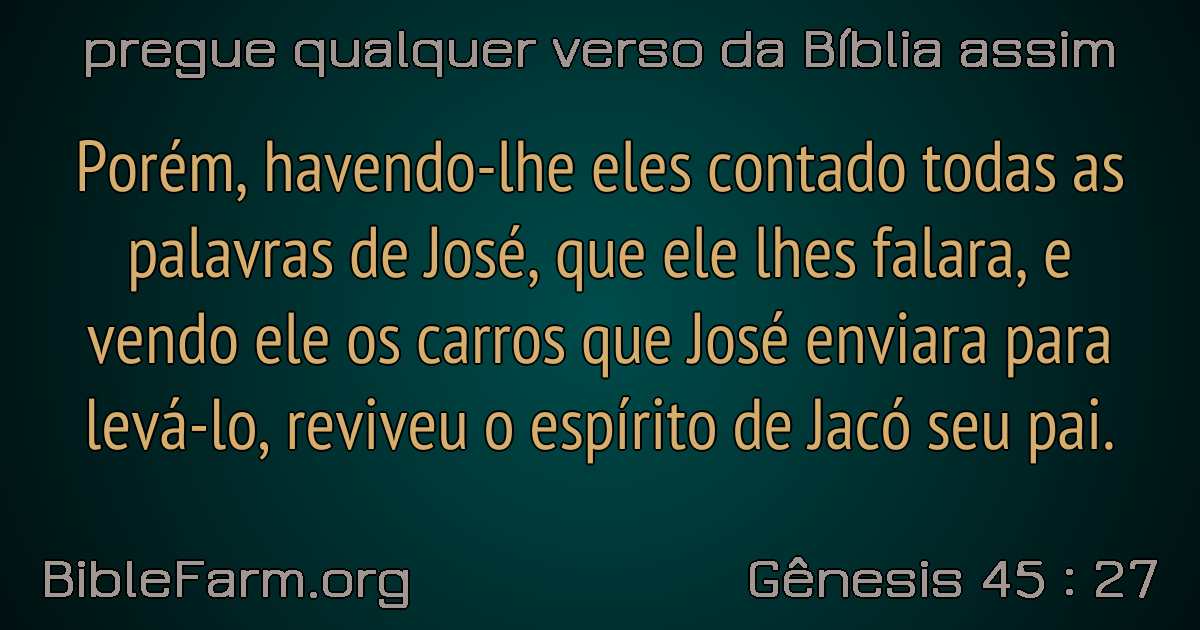 pregue qualquer verso da Bíblia assim
Porém, havendo-lhe eles contado todas as
palavras de José, que ele lhes falara, e
vendo ele os carros que José enviara para
levá-lo, reviveu o espírito de Jacó seu pai.
BibleFarm.org
Gênesis 45 : 27